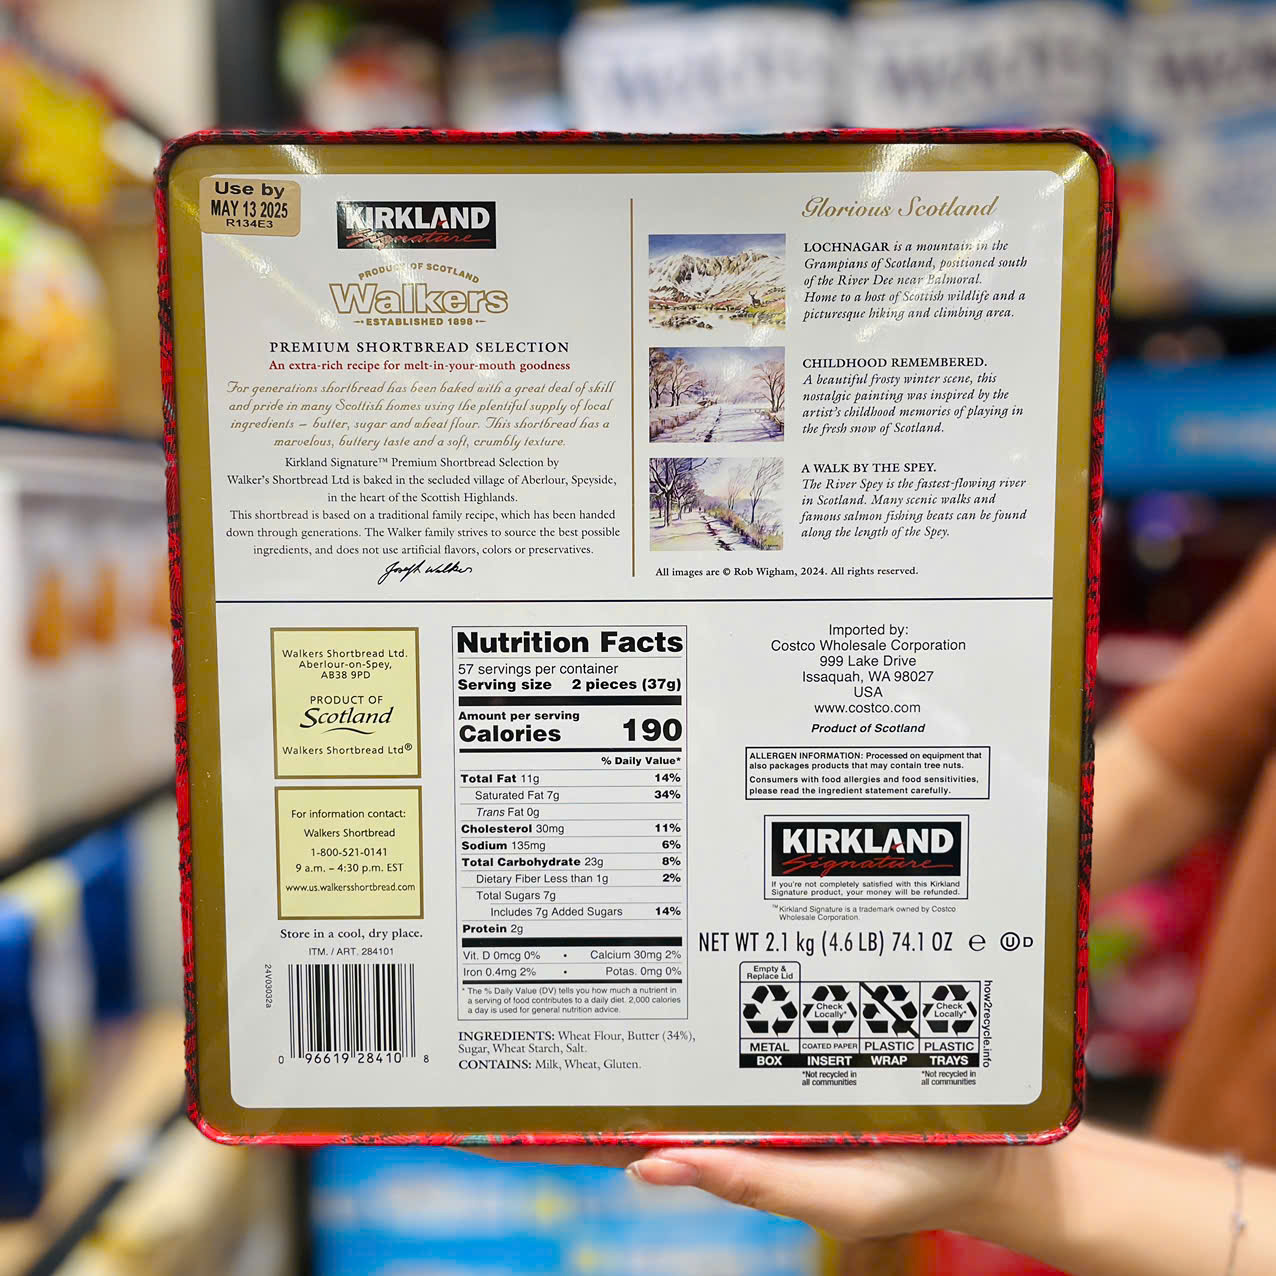 Use by
MAY 13 2025
R134E3
KIRKLAND
Signature
PRODUCT OF SCOTLAND
Walkers
ESTABLISHED 1898
PREMIUM SHORTBREAD SELECTION
An extra-rich recipe for melt-in-your-mouth goodness
For generations shortbread has been baked with a great deal of skill
and pride in many Scottish homes using the plentiful supply of local
ingredients – butter, sugar and wheat flour. This shortbread has a
marvelous, buttery taste and a soft, crumbly texture.
Kirkland Signature™ Premium Shortbread Selection by
Walker's Shortbread Ltd is baked in the secluded village of Aberlour, Speyside,
in the heart of the Scottish Highlands.
This shortbread is based on a traditional family recipe, which has been handed
down through generations. The Walker family strives to source the best possible
ingredients, and does not use artificial flavors, colors or preservatives.
Joseph Walker
Glorious Scotland
LOCHNAGAR is a mountain in the
Grampians of Scotland, positioned south
of the River Dee near Balmoral.
Home to a host of Scottish wildlife and a
picturesque hiking and climbing area.
CHILDHOOD REMEMBERED.
A beautiful frosty winter scene, this
nostalgic painting was inspired by the
artist's childhood memories of playing in
the fresh snow of Scotland.
A WALK BY THE SPEY.
The River Spey is the fastest-flowing river
in Scotland. Many scenic walks and
famous salmon fishing beats can be found
along the length of the Spey.
All images are © Rob Wigham, 2024. All rights reserved.
Walkers Shortbread Ltd.
Aberlour-on-Spey,
AB38 9PD
PRODUCT OF
Scotland
Walkers Shortbread Ltd®
For information contact:
Walkers Shortbread
1-800-521-0141
9 a.m. – 4:30 p.m. EST
www.us.walkersshortbread.com
Store in a cool, dry place.
ITM. / ART. 284101
24V03032a
0 96619 28410 8
Nutrition Facts
57 servings per container
Serving size 2 pieces (37g)
Amount per serving
Calories 190
% Daily Value*
Total Fat 11g 14%
Saturated Fat 7g 34%
Trans Fat 0g
Cholesterol 30mg 11%
Sodium 135mg 6%
Total Carbohydrate 23g 8%
Dietary Fiber Less than 1g 2%
Total Sugars 7g
Includes 7g Added Sugars 14%
Protein 2g
Vit. D 0mcg 0% • Calcium 30mg 2%
Iron 0.4mg 2% • Potas. 0mg 0%
* The % Daily Value (DV) tells you how much a nutrient in
a serving of food contributes to a daily diet. 2,000 calories
a day is used for general nutrition advice.
INGREDIENTS: Wheat Flour, Butter (34%),
Sugar, Wheat Starch, Salt.
CONTAINS: Milk, Wheat, Gluten.
Imported by:
Costco Wholesale Corporation
999 Lake Drive
Issaquah, WA 98027
USA
www.costco.com
Product of Scotland
ALLERGEN INFORMATION: Processed on equipment that
also packages products that may contain tree nuts.
Consumers with food allergies and food sensitivities,
please read the ingredient statement carefully.
KIRKLAND
Signature
If you're not completely satisfied with this Kirkland
Signature product, your money will be refunded.
™Kirkland Signature is a trademark owned by Costco
Wholesale Corporation.
NET WT 2.1 kg (4.6 LB) 74.1 OZ ℮ Ⓤ D
Empty &
Replace Lid
Check
Locally*
Check
Locally*
METAL COATED PAPER PLASTIC PLASTIC
BOX INSERT WRAP TRAYS
*Not recycled in
all communities
*Not recycled in
all communities
how2recycle.info